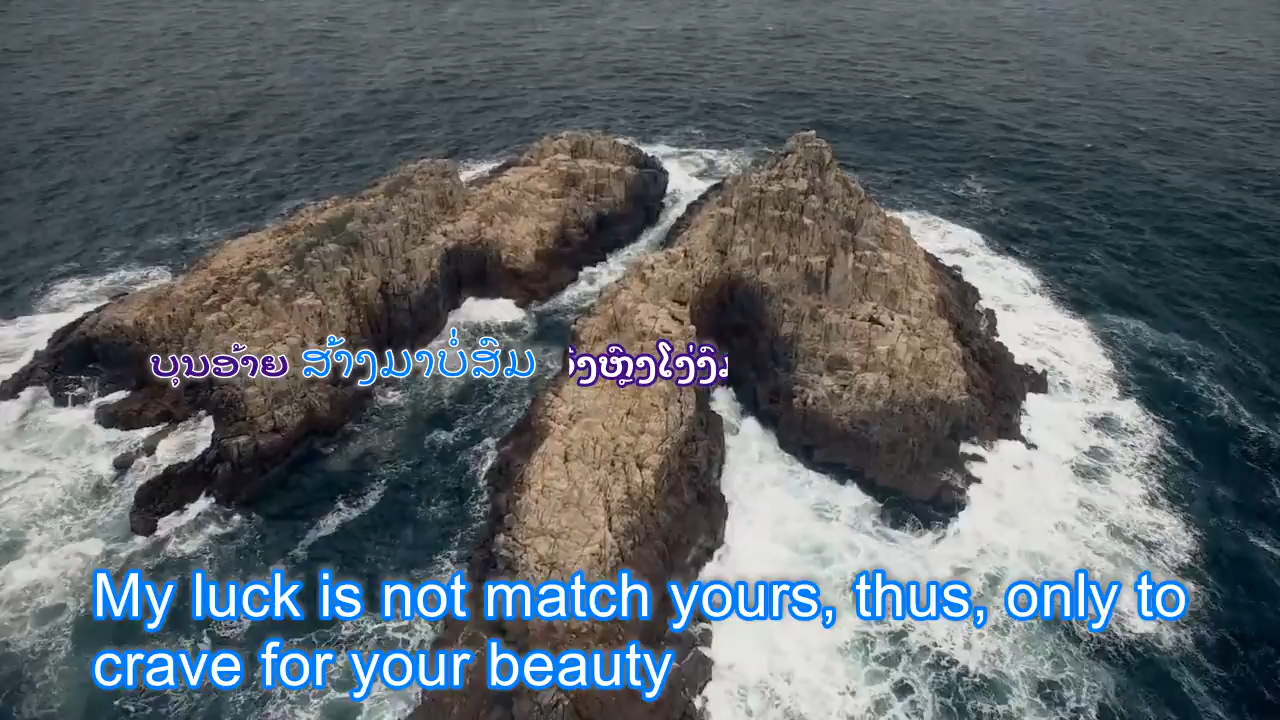 ບຸນອ້າຍ ສ້າງມາບໍ່ສົມ
My luck is not match yours, thus, only to
crave for your beauty